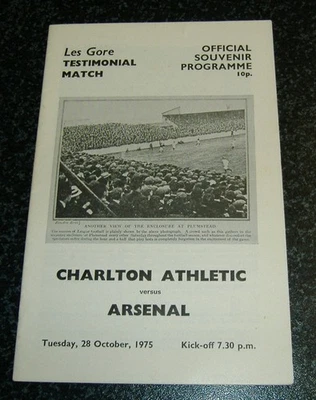 Les Gore
TESTIMONIAL
MATCH
OFFICIAL
SOUVENIR
PROGRAMME
10p.
ANOTHER VIEW OF THE ENCLOSURE AT PLUMSTEAD
CHARLTON ATHLETIC
versus
ARSENAL
Tuesday, 28 October, 1975
Kick-off 7.30 p.m.